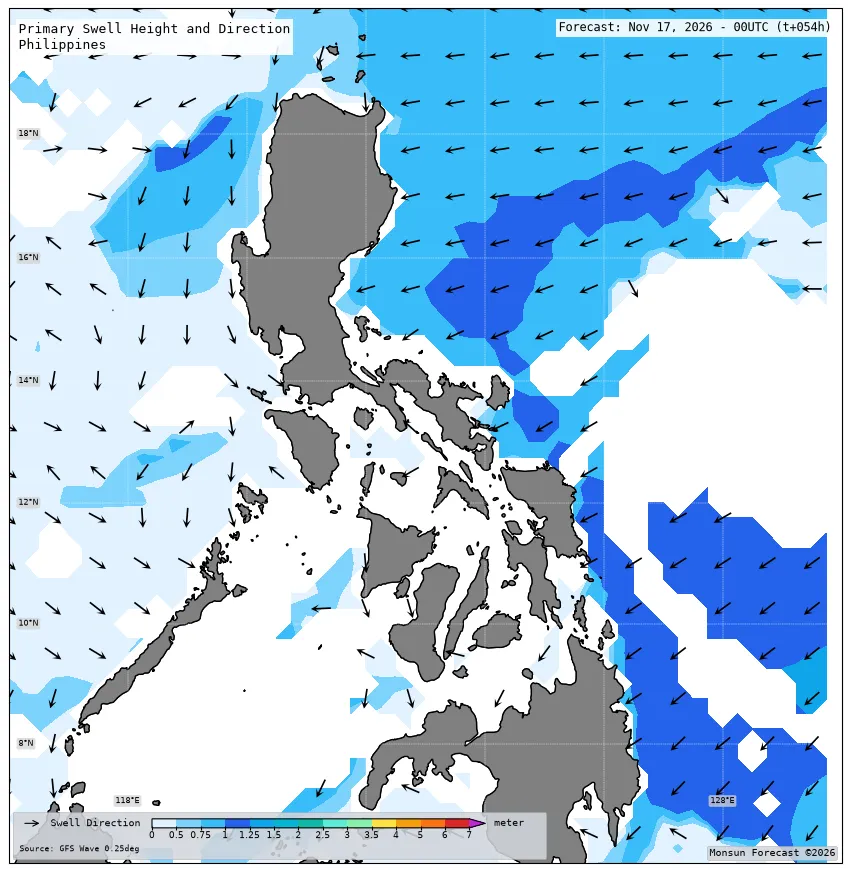 Primary Swell Height and Direction
Philippines
Forecast: Nov 17, 2026 - 00UTC (t+054h)
18°N
16°N
14°N
12°N
10°N
8°N
118°E
128°E
Swell Direction
0 0.5 0.75 1 1.25 1.5 2 2.5 3 3.5 4 5 6 7
meter
Source: GFS Wave 0.25deg
Monsun Forecast ©2026